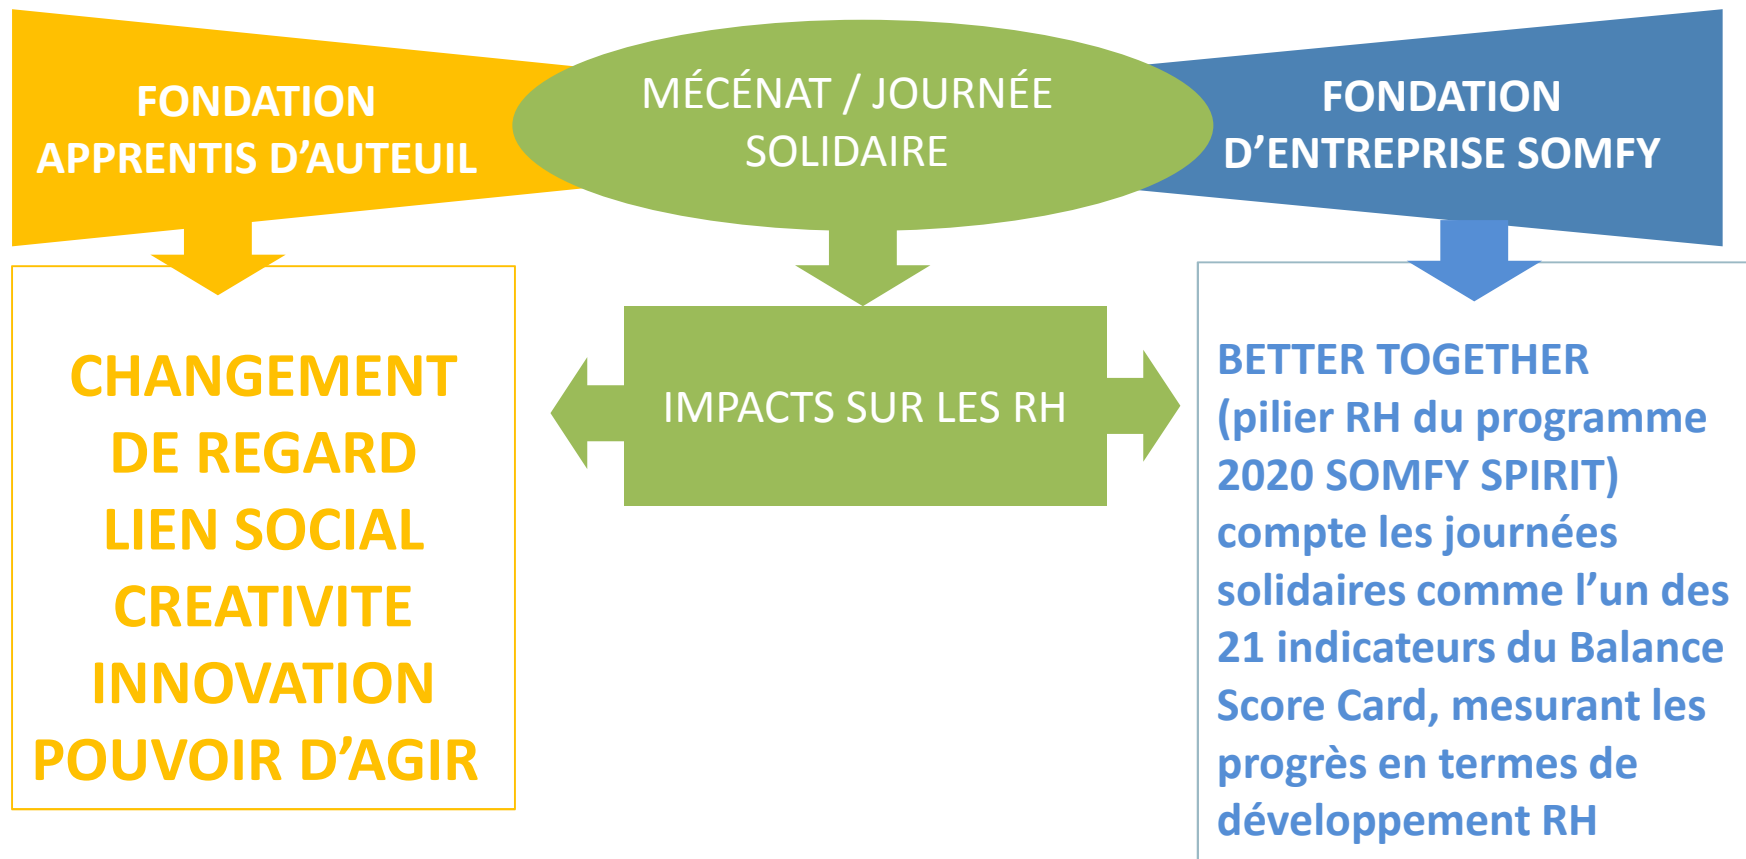 FONDATION
APPRENTIS D’AUTEUIL
MÉCÉNAT / JOURNÉE
SOLIDAIRE
FONDATION
D’ENTREPRISE SOMFY
CHANGEMENT
DE REGARD
LIEN SOCIAL
CREATIVITE
INNOVATION
POUVOIR D’AGIR
IMPACTS SUR LES RH
BETTER TOGETHER
(pilier RH du programme
2020 SOMFY SPIRIT)
compte les journées
solidaires comme l’un des
21 indicateurs du Balance
Score Card, mesurant les
progrès en termes de
développement RH